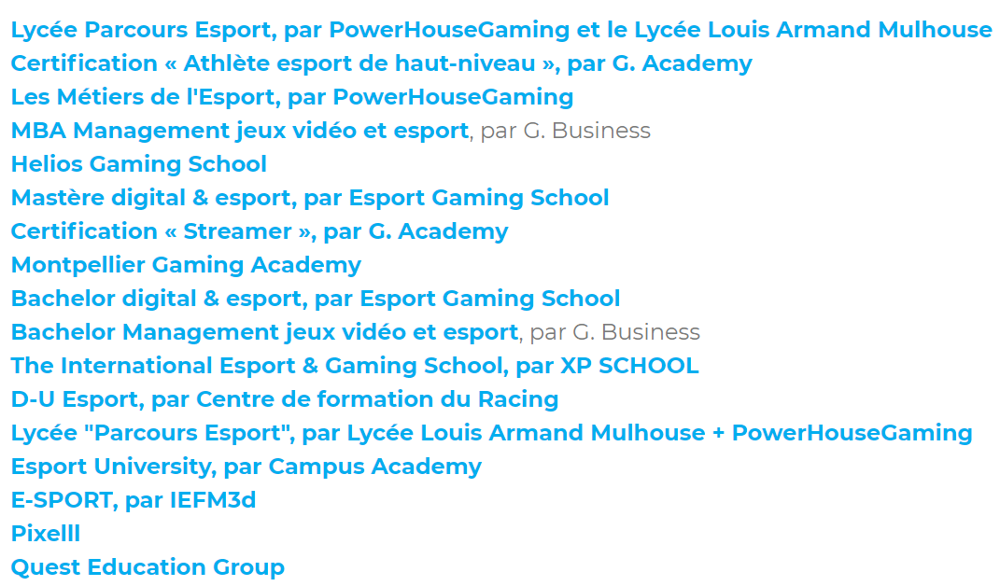 Lycée Parcours Esport, par PowerHouseGaming et le Lycée Louis Armand Mulhouse
Certification « Athlète esport de haut-niveau », par G. Academy
Les Métiers de l'Esport, par PowerHouseGaming
MBA Management jeux vidéo et esport, par G. Business
Helios Gaming School
Mastère digital & esport, par Esport Gaming School
Certification « Streamer », par G. Academy
Montpellier Gaming Academy
Bachelor digital & esport, par Esport Gaming School
Bachelor Management jeux vidéo et esport, par G. Business
The International Esport & Gaming School, par XP SCHOOL
D-U Esport, par Centre de formation du Racing
Lycée "Parcours Esport", par Lycée Louis Armand Mulhouse + PowerHouseGaming
Esport University, par Campus Academy
E-SPORT, par IEFM3d
Pixelll
Quest Education Group